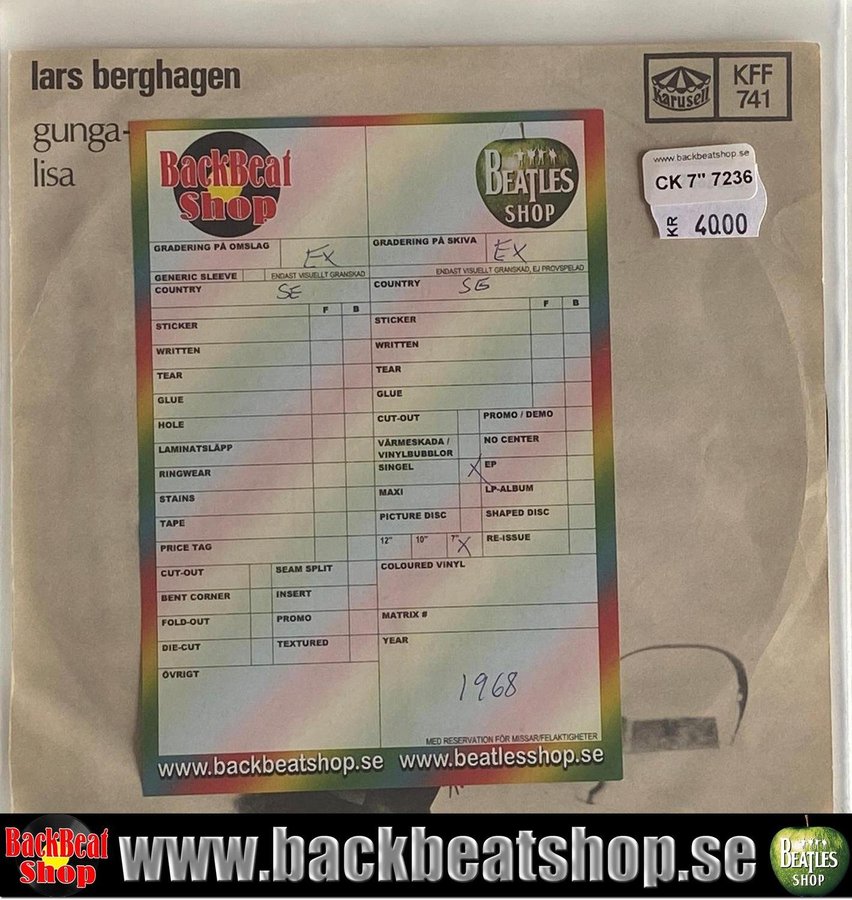 lars berghagen
gunga-
lisa
Karusell
KFF
741
www.backbeatshop.se
CK 7" 7236
KR 40.00
BackBeat
Shop
BEATLES
SHOP
GRADERING PÅ OMSLAG EX
GRADERING PÅ SKIVA EX
GENERIC SLEEVE ENDAST VISUELLT GRANSKAD
ENDAST VISUELLT GRANSKAD, EJ PROVSPELAD
COUNTRY SE
COUNTRY SE
F B
F B
STICKER
STICKER
WRITTEN
WRITTEN
TEAR
TEAR
GLUE
GLUE
HOLE
CUT-OUT PROMO / DEMO
LAMINATSLÄPP
VÄRMESKADA /
VINYLBUBBLOR
NO CENTER
RINGWEAR
SINGEL X EP
STAINS
MAXI LP-ALBUM
TAPE
PICTURE DISC SHAPED DISC
PRICE TAG
12" 10" 7" X RE-ISSUE
CUT-OUT SEAM SPLIT
COLOURED VINYL
BENT CORNER INSERT
FOLD-OUT PROMO
MATRIX #
DIE-CUT TEXTURED
YEAR
ÖVRIGT
1968
MED RESERVATION FÖR MISSAR/FELAKTIGHETER
www.backbeatshop.se www.beatlesshop.se
BackBeat
Shop
www.backbeatshop.se
BEATLES
SHOP